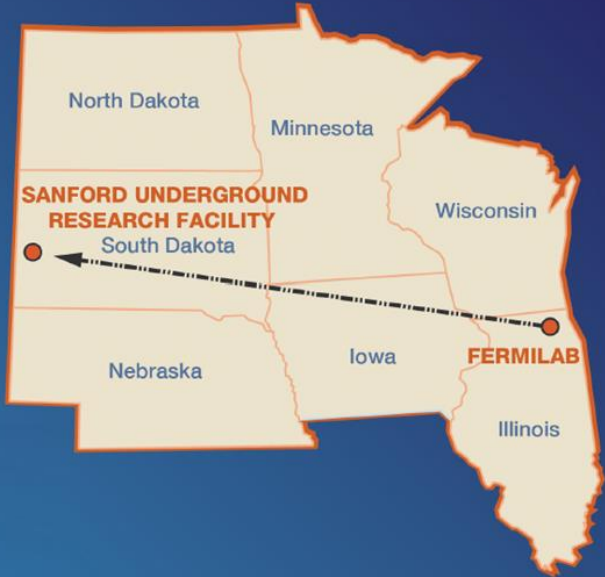 North Dakota
Minnesota
SANFORD UNDERGROUND
RESEARCH FACILITY
South Dakota
Wisconsin
Nebraska
Iowa
FERMILAB
Illinois